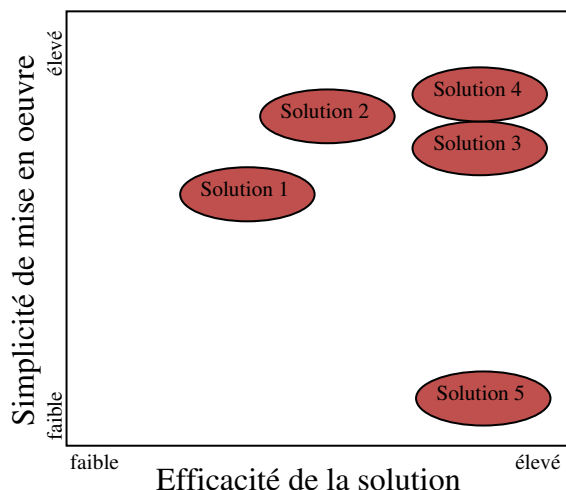 élevé
Simplicité de mise en oeuvre
faible
Solution 4
Solution 2
Solution 3
Solution 1
Solution 5
faible
élevé
Efficacité de la solution